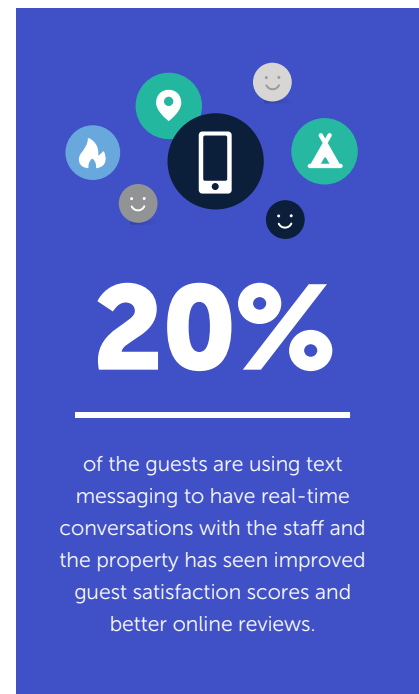 20%
of the guests are using text
messaging to have real-time
conversations with the staff and
the property has seen improved
guest satisfaction scores and
better online reviews.